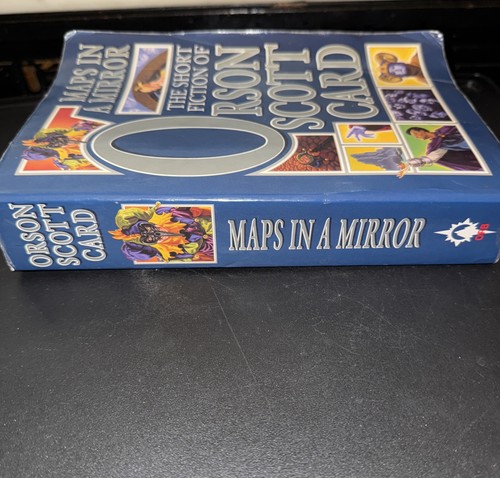 MAPS IN
A MIRROR
THE SHORT
FICTION OF
ORSON
SCOTT
CARD
ORSON
SCOTT
CARD
MAPS IN A MIRROR